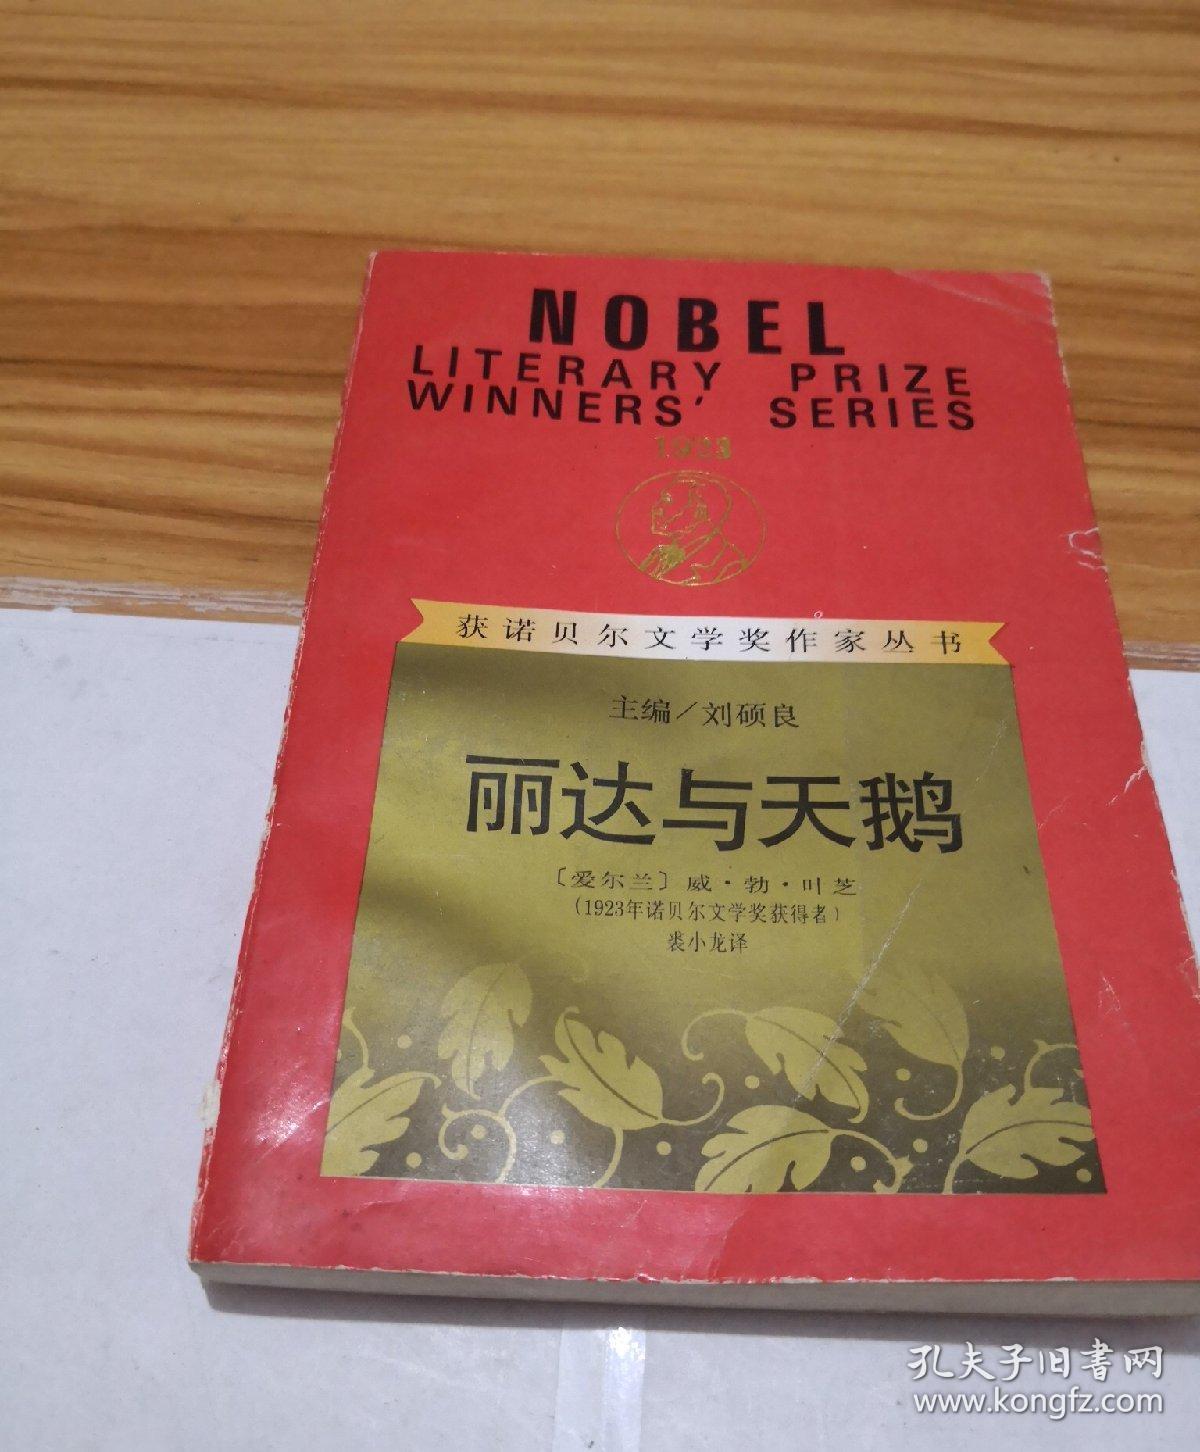 NOBEL
LITERARY PRIZE
WINNERS' SERIES
1923
获诺贝尔文学奖作家丛书
主编／刘硕良
丽达与天鹅
〔爱尔兰〕威·勃·叶芝
(1923年诺贝尔文学奖获得者)
裘小龙译
孔夫子旧書网
www.kongfz.com